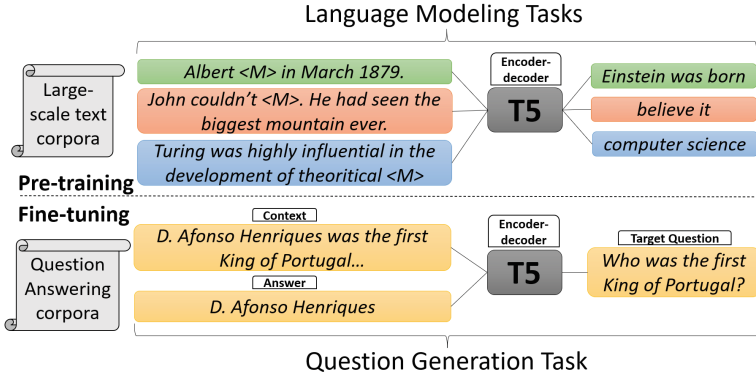 Language Modeling Tasks
Large-
scale text
corpora
Albert <M> in March 1879.
John couldn't <M>. He had seen the
biggest mountain ever.
Turing was highly influential in the
development of theoritical <M>
Encoder-
decoder
T5
Einstein was born
believe it
computer science
Pre-training
Fine-tuning
Question
Answering
corpora
Context
D. Afonso Henriques was the first
King of Portugal...
Answer
D. Afonso Henriques
Encoder-
decoder
T5
Target Question
Who was the first
King of Portugal?
Question Generation Task